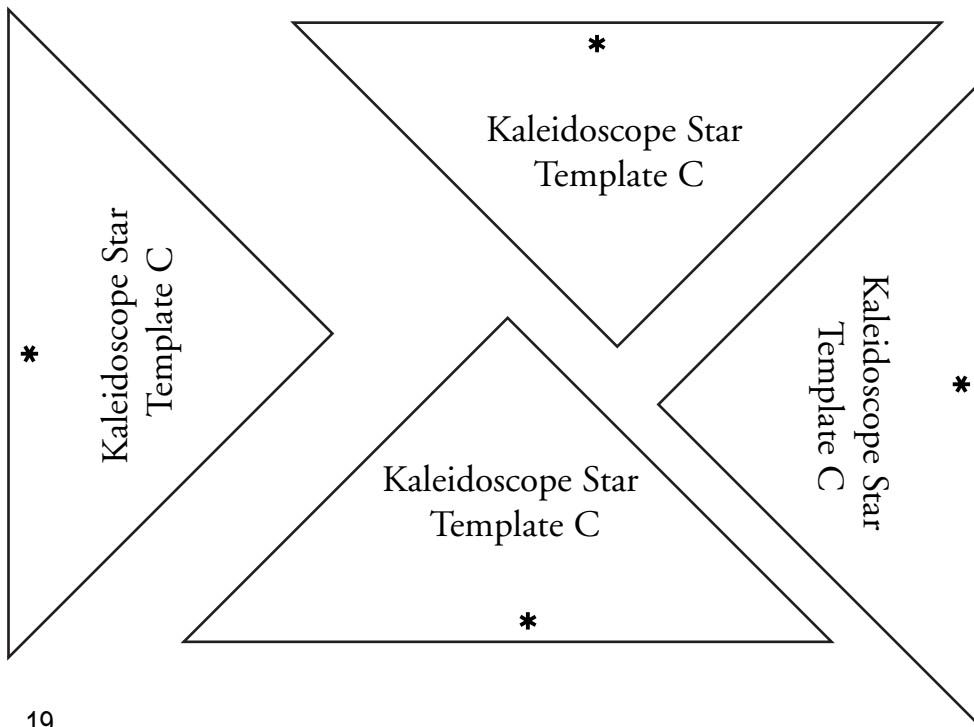 *
Kaleidoscope Star
Template C
Kaleidoscope Star
Template C
*
Kaleidoscope Star
Template C
*
Kaleidoscope Star
Template C
*
19